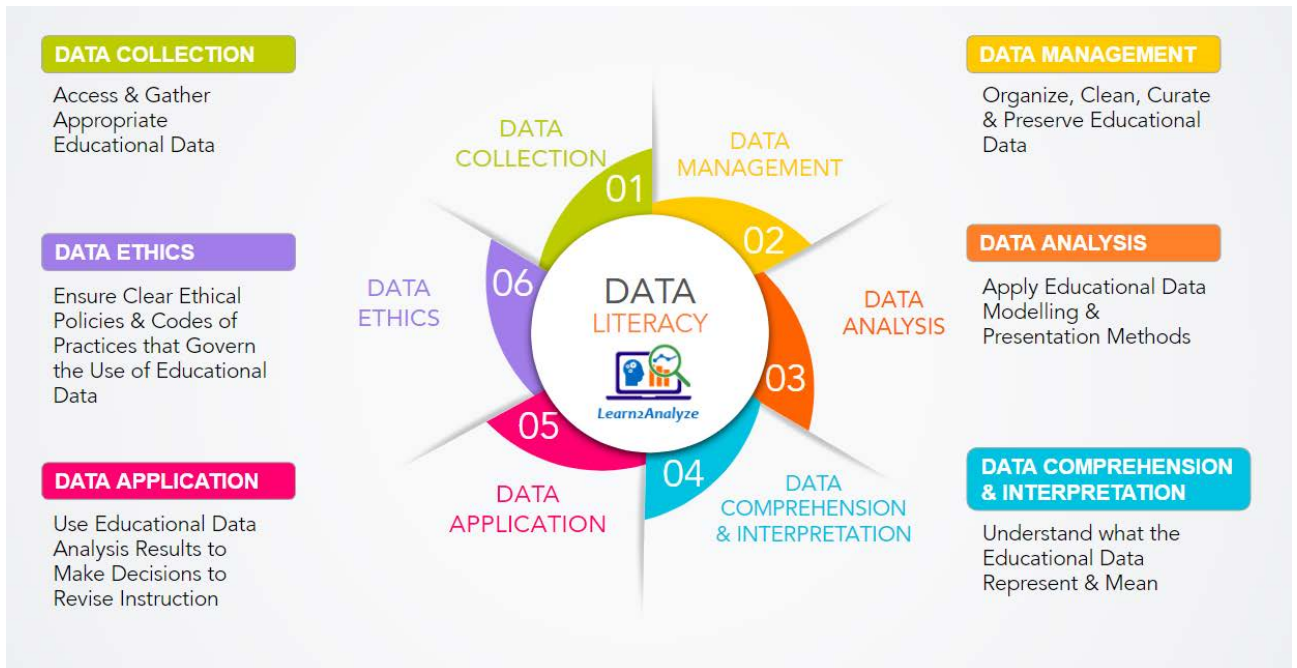 DATA COLLECTION
Access & Gather
Appropriate
Educational Data
DATA ETHICS
Ensure Clear Ethical
Policies & Codes of
Practices that Govern
the Use of Educational
Data
DATA APPLICATION
Use Educational Data
Analysis Results to
Make Decisions to
Revise Instruction
DATA
COLLECTION
01
DATA
MANAGEMENT
02
DATA
ANALYSIS
03
DATA
COMPREHENSION
& INTERPRETATION
04
DATA
APPLICATION
05
DATA
ETHICS
06
DATA
LITERACY
Learn2Analyze
DATA MANAGEMENT
Organize, Clean, Curate
& Preserve Educational
Data
DATA ANALYSIS
Apply Educational Data
Modelling &
Presentation Methods
DATA COMPREHENSION
& INTERPRETATION
Understand what the
Educational Data
Represent & Mean